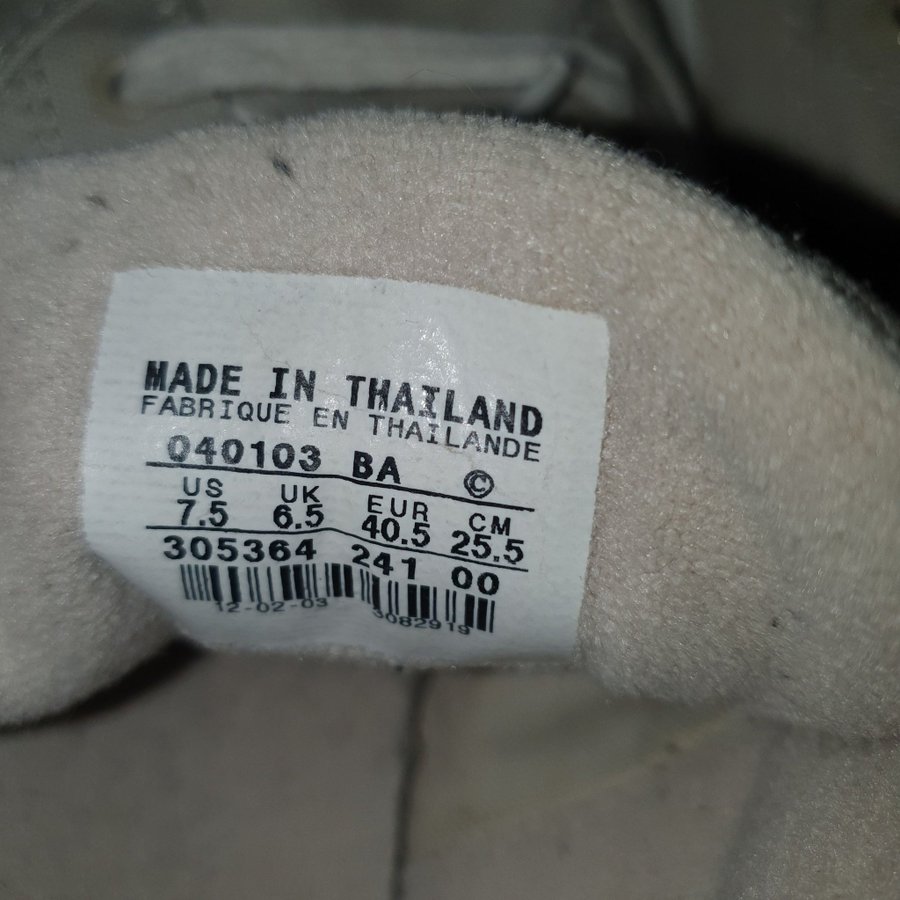 MADE IN THAILAND
FABRIQUE EN THAILANDE
040103 BA ©
US UK EUR CM
7.5 6.5 40.5 25.5
305364 241 00
12-02-03 3082919